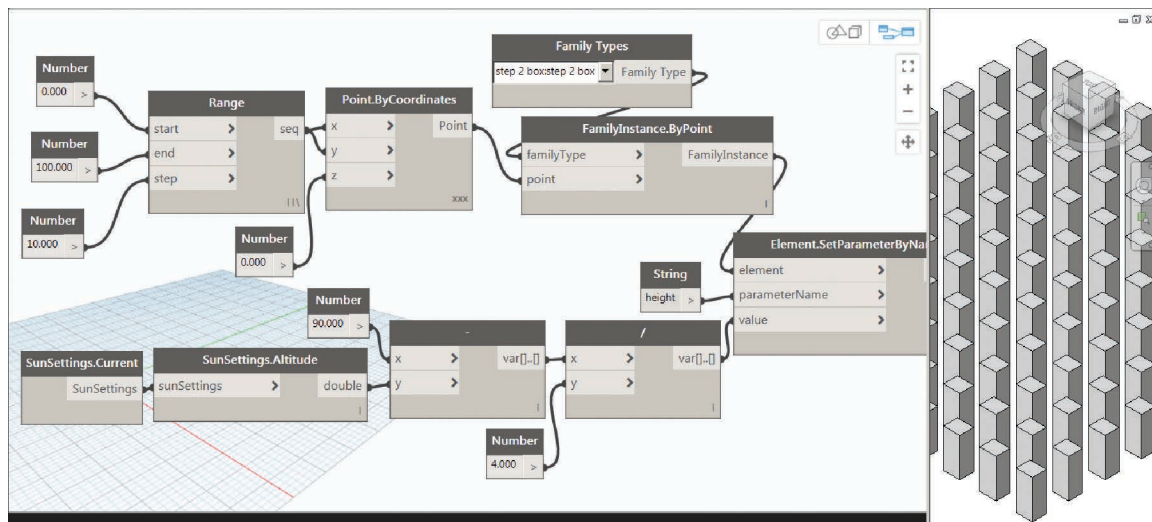 Number
0.000 >
Number
100.000 >
Number
10.000 >
Range
start > seq
end >
step >
Number
0.000 >
Point.ByCoordinates
x > Point
y >
z >
xxx
Family Types
step 2 box:step 2 box Family Type
FamilyInstance.ByPoint
familyType > FamilyInstance
point >
Element.SetParameterByNa
element >
parameterName >
value >
String
height >
Number
90.000 >
SunSettings.Current
SunSettings
SunSettings.Altitude
sunSettings > double
-
x > var[]..[]
y >
Number
4.000 >
/
x > var[]..[]
y >